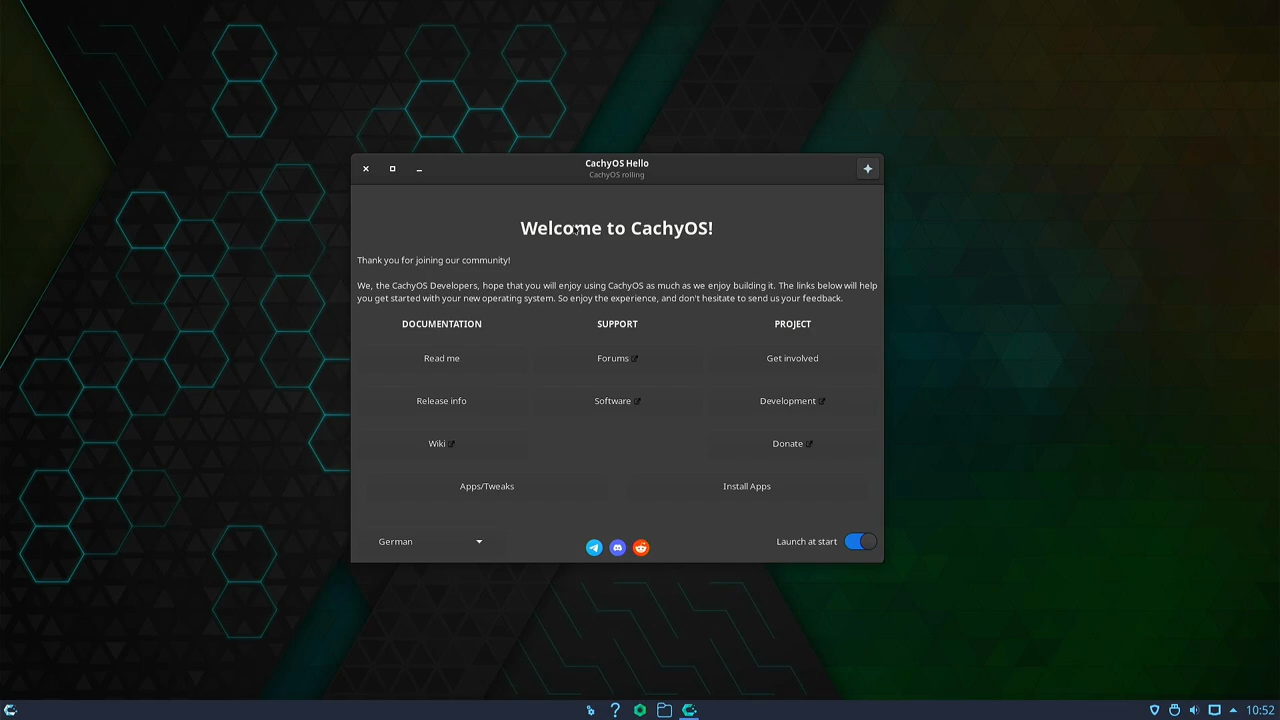 CachyOS Hello
CachyOS rolling
Welcome to CachyOS!
Thank you for joining our community!
We, the CachyOS Developers, hope that you will enjoy using CachyOS as much as we enjoy building it. The links below will help
you get started with your new operating system. So enjoy the experience, and don't hesitate to send us your feedback.
DOCUMENTATION SUPPORT PROJECT
Read me Forums Get involved
Release info Software Development
Wiki Donate
Apps/Tweaks Install Apps
German Launch at start
10:52